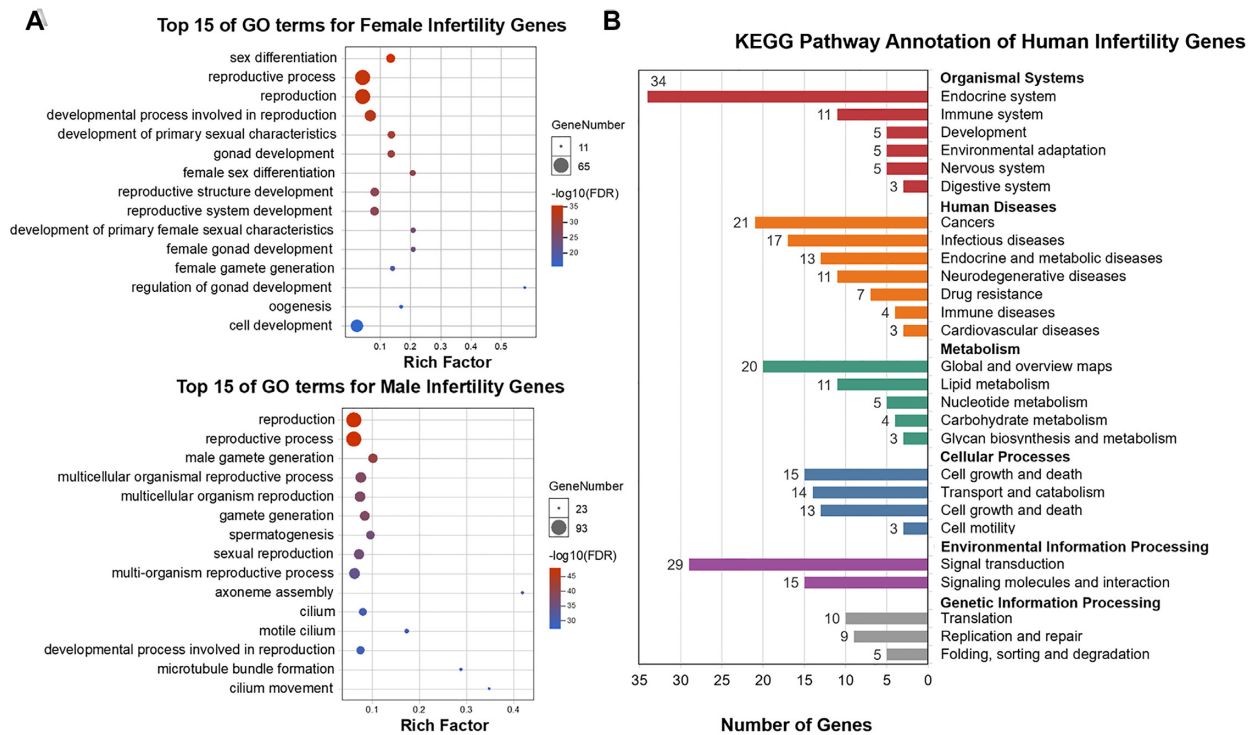 A
Top 15 of GO terms for Female Infertility Genes
sex differentiation
reproductive process
reproduction
developmental process involved in reproduction
development of primary sexual characteristics
gonad development
female sex differentiation
reproductive structure development
reproductive system development
development of primary female sexual characteristics
female gonad development
female gamete generation
regulation of gonad development
oogenesis
cell development
0.1 0.2 0.3 0.4 0.5
Rich Factor
GeneNumber
11
65
-log10(FDR)
35
30
25
20
Top 15 of GO terms for Male Infertility Genes
reproduction
reproductive process
male gamete generation
multicellular organismal reproductive process
multicellular organism reproduction
gamete generation
spermatogenesis
sexual reproduction
multi-organism reproductive process
axoneme assembly
cilium
motile cilium
developmental process involved in reproduction
microtubule bundle formation
cilium movement
0.1 0.2 0.3 0.4
Rich Factor
GeneNumber
23
93
-log10(FDR)
45
40
35
30
B
KEGG Pathway Annotation of Human Infertility Genes
Organismal Systems
34 Endocrine system
11 Immune system
5 Development
5 Environmental adaptation
5 Nervous system
3 Digestive system
Human Diseases
21 Cancers
17 Infectious diseases
13 Endocrine and metabolic diseases
11 Neurodegenerative diseases
7 Drug resistance
4 Immune diseases
3 Cardiovascular diseases
Metabolism
20 Global and overview maps
11 Lipid metabolism
5 Nucleotide metabolism
4 Carbohydrate metabolism
3 Glycan biosynthesis and metabolism
Cellular Processes
15 Cell growth and death
14 Transport and catabolism
13 Cell growth and death
3 Cell motility
Environmental Information Processing
29 Signal transduction
15 Signaling molecules and interaction
Genetic Information Processing
10 Translation
9 Replication and repair
5 Folding, sorting and degradation
35 30 25 20 15 10 5 0
Number of Genes